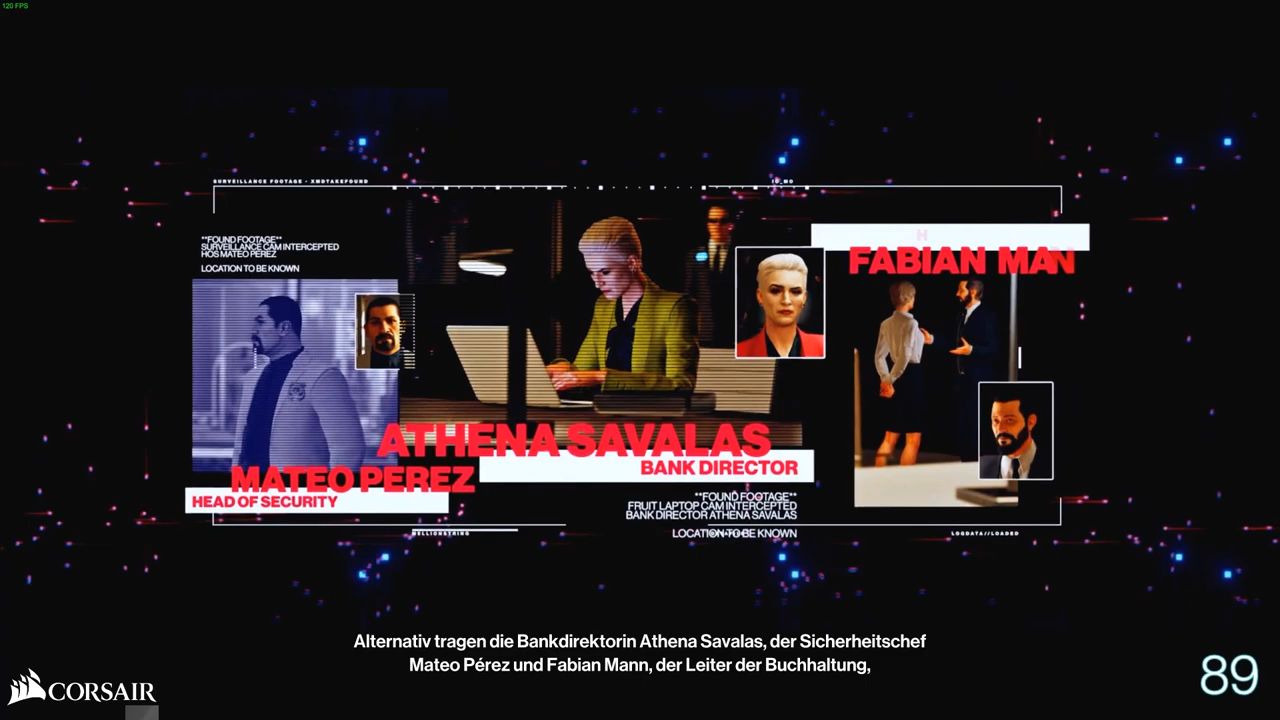 120 FPS
SURVEILLANCE FOOTAGE - XMDTAKEFOUND
**FOUND FOOTAGE**
SURVEILLANCE CAM INTERCEPTED
HOS MATEO PEREZ
LOCATION TO BE KNOWN
H
FABIAN MANN
ATHENA SAVALAS
BANK DIRECTOR
MATEO PEREZ
HEAD OF SECURITY
**FOUND FOOTAGE**
FRUIT LAPTOP CAM INTERCEPTED
BANK DIRECTOR ATHENA SAVALAS
LOCATION TO BE KNOWN
HELLIONSTRING
LOGDATA//LOADED
Alternativ tragen die Bankdirektorin Athena Savalas, der Sicherheitschef
Mateo Pérez und Fabian Mann, der Leiter der Buchhaltung,
CORSAIR
89